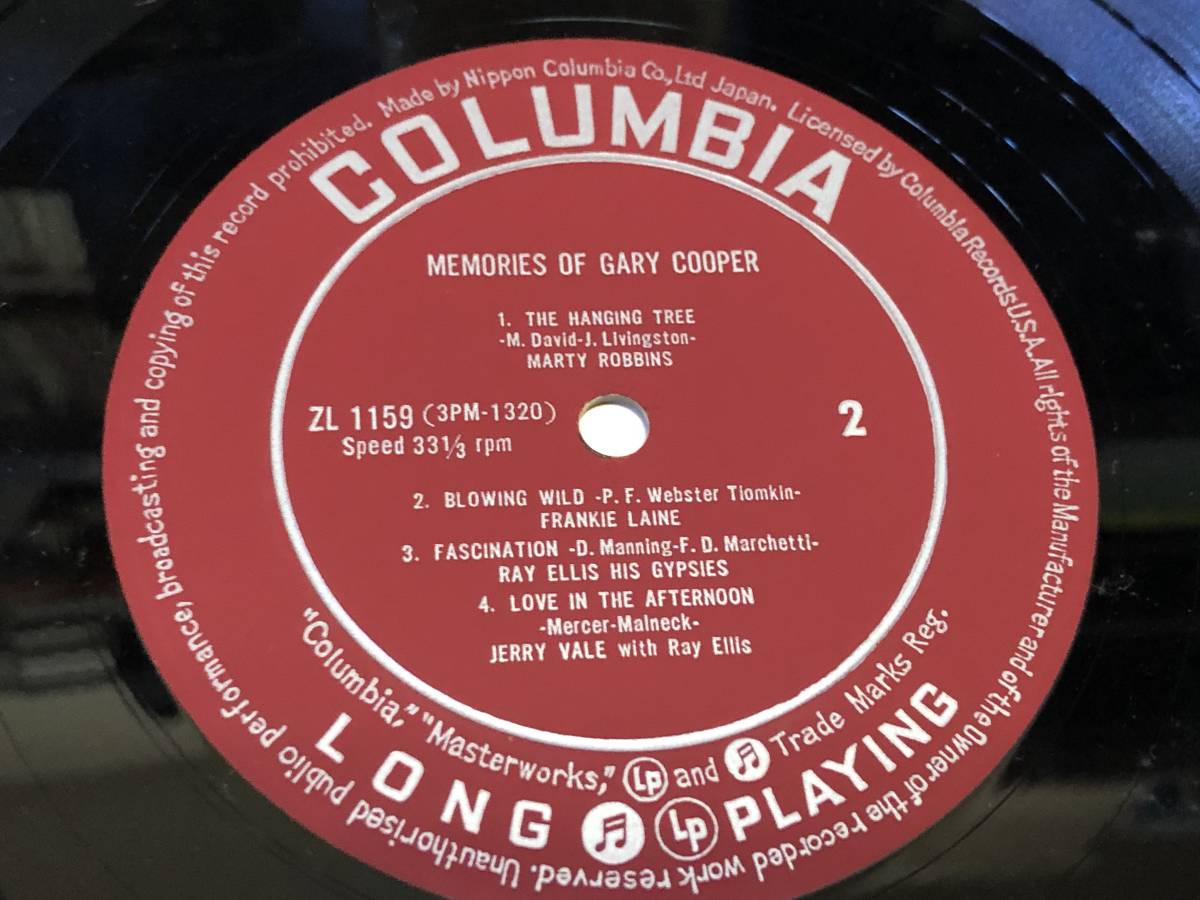 COLUMBIA
MEMORIES OF GARY COOPER
1. THE HANGING TREE
-M. David-J. Livingston-
MARTY ROBBINS
ZL 1159 (3PM-1320)
Speed 33 1/3 rpm
2
2. BLOWING WILD -P. F. Webster Tiomkin-
FRANKIE LAINE
3. FASCINATION -D. Manning-F. D. Marchetti-
RAY ELLIS HIS GYPSIES
4. LOVE IN THE AFTERNOON
-Mercer-Malneck-
JERRY VALE with Ray Ellis
"Columbia," "Masterworks," Lp and Trade Marks Reg.
LONG Lp PLAYING
Made by Nippon Columbia Co., Ltd Japan. Licensed by Columbia Records U.S.A. All rights of the Manufacturer and of the Owner of the recorded work reserved. Unauthorised public performance, broadcasting and copying of this record prohibited.